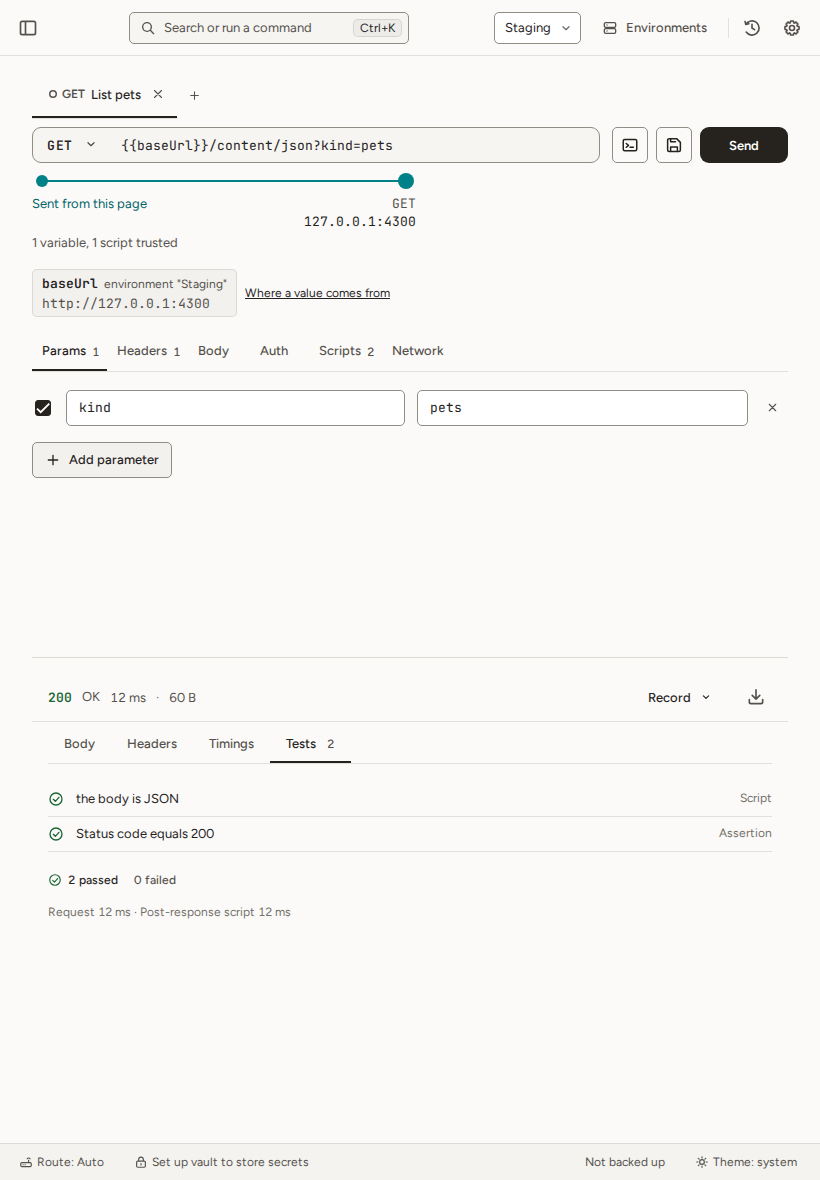 Search or run a command Ctrl+K Staging Environments
GET List pets
GET {{baseUrl}}/content/json?kind=pets Send
Sent from this page GET
127.0.0.1:4300
1 variable, 1 script trusted
baseUrl environment "Staging"
http://127.0.0.1:4300
Where a value comes from
Params 1 Headers 1 Body Auth Scripts 2 Network
kind pets
Add parameter
200 OK 12 ms · 60 B Record
Body Headers Timings Tests 2
the body is JSON Script
Status code equals 200 Assertion
2 passed 0 failed
Request 12 ms · Post-response script 12 ms
Route: Auto Set up vault to store secrets Not backed up Theme: system